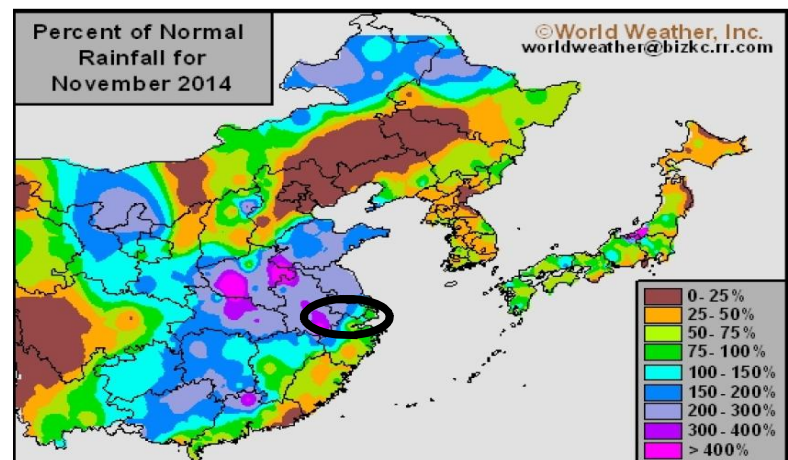 Percent of Normal
Rainfall for
November 2014
©World Weather, Inc.
worldweather@bizkc.rr.com
0- 25%
25- 50%
50- 75%
75- 100%
100 - 150%
150 - 200%
200 - 300%
300 - 400%
> 400%